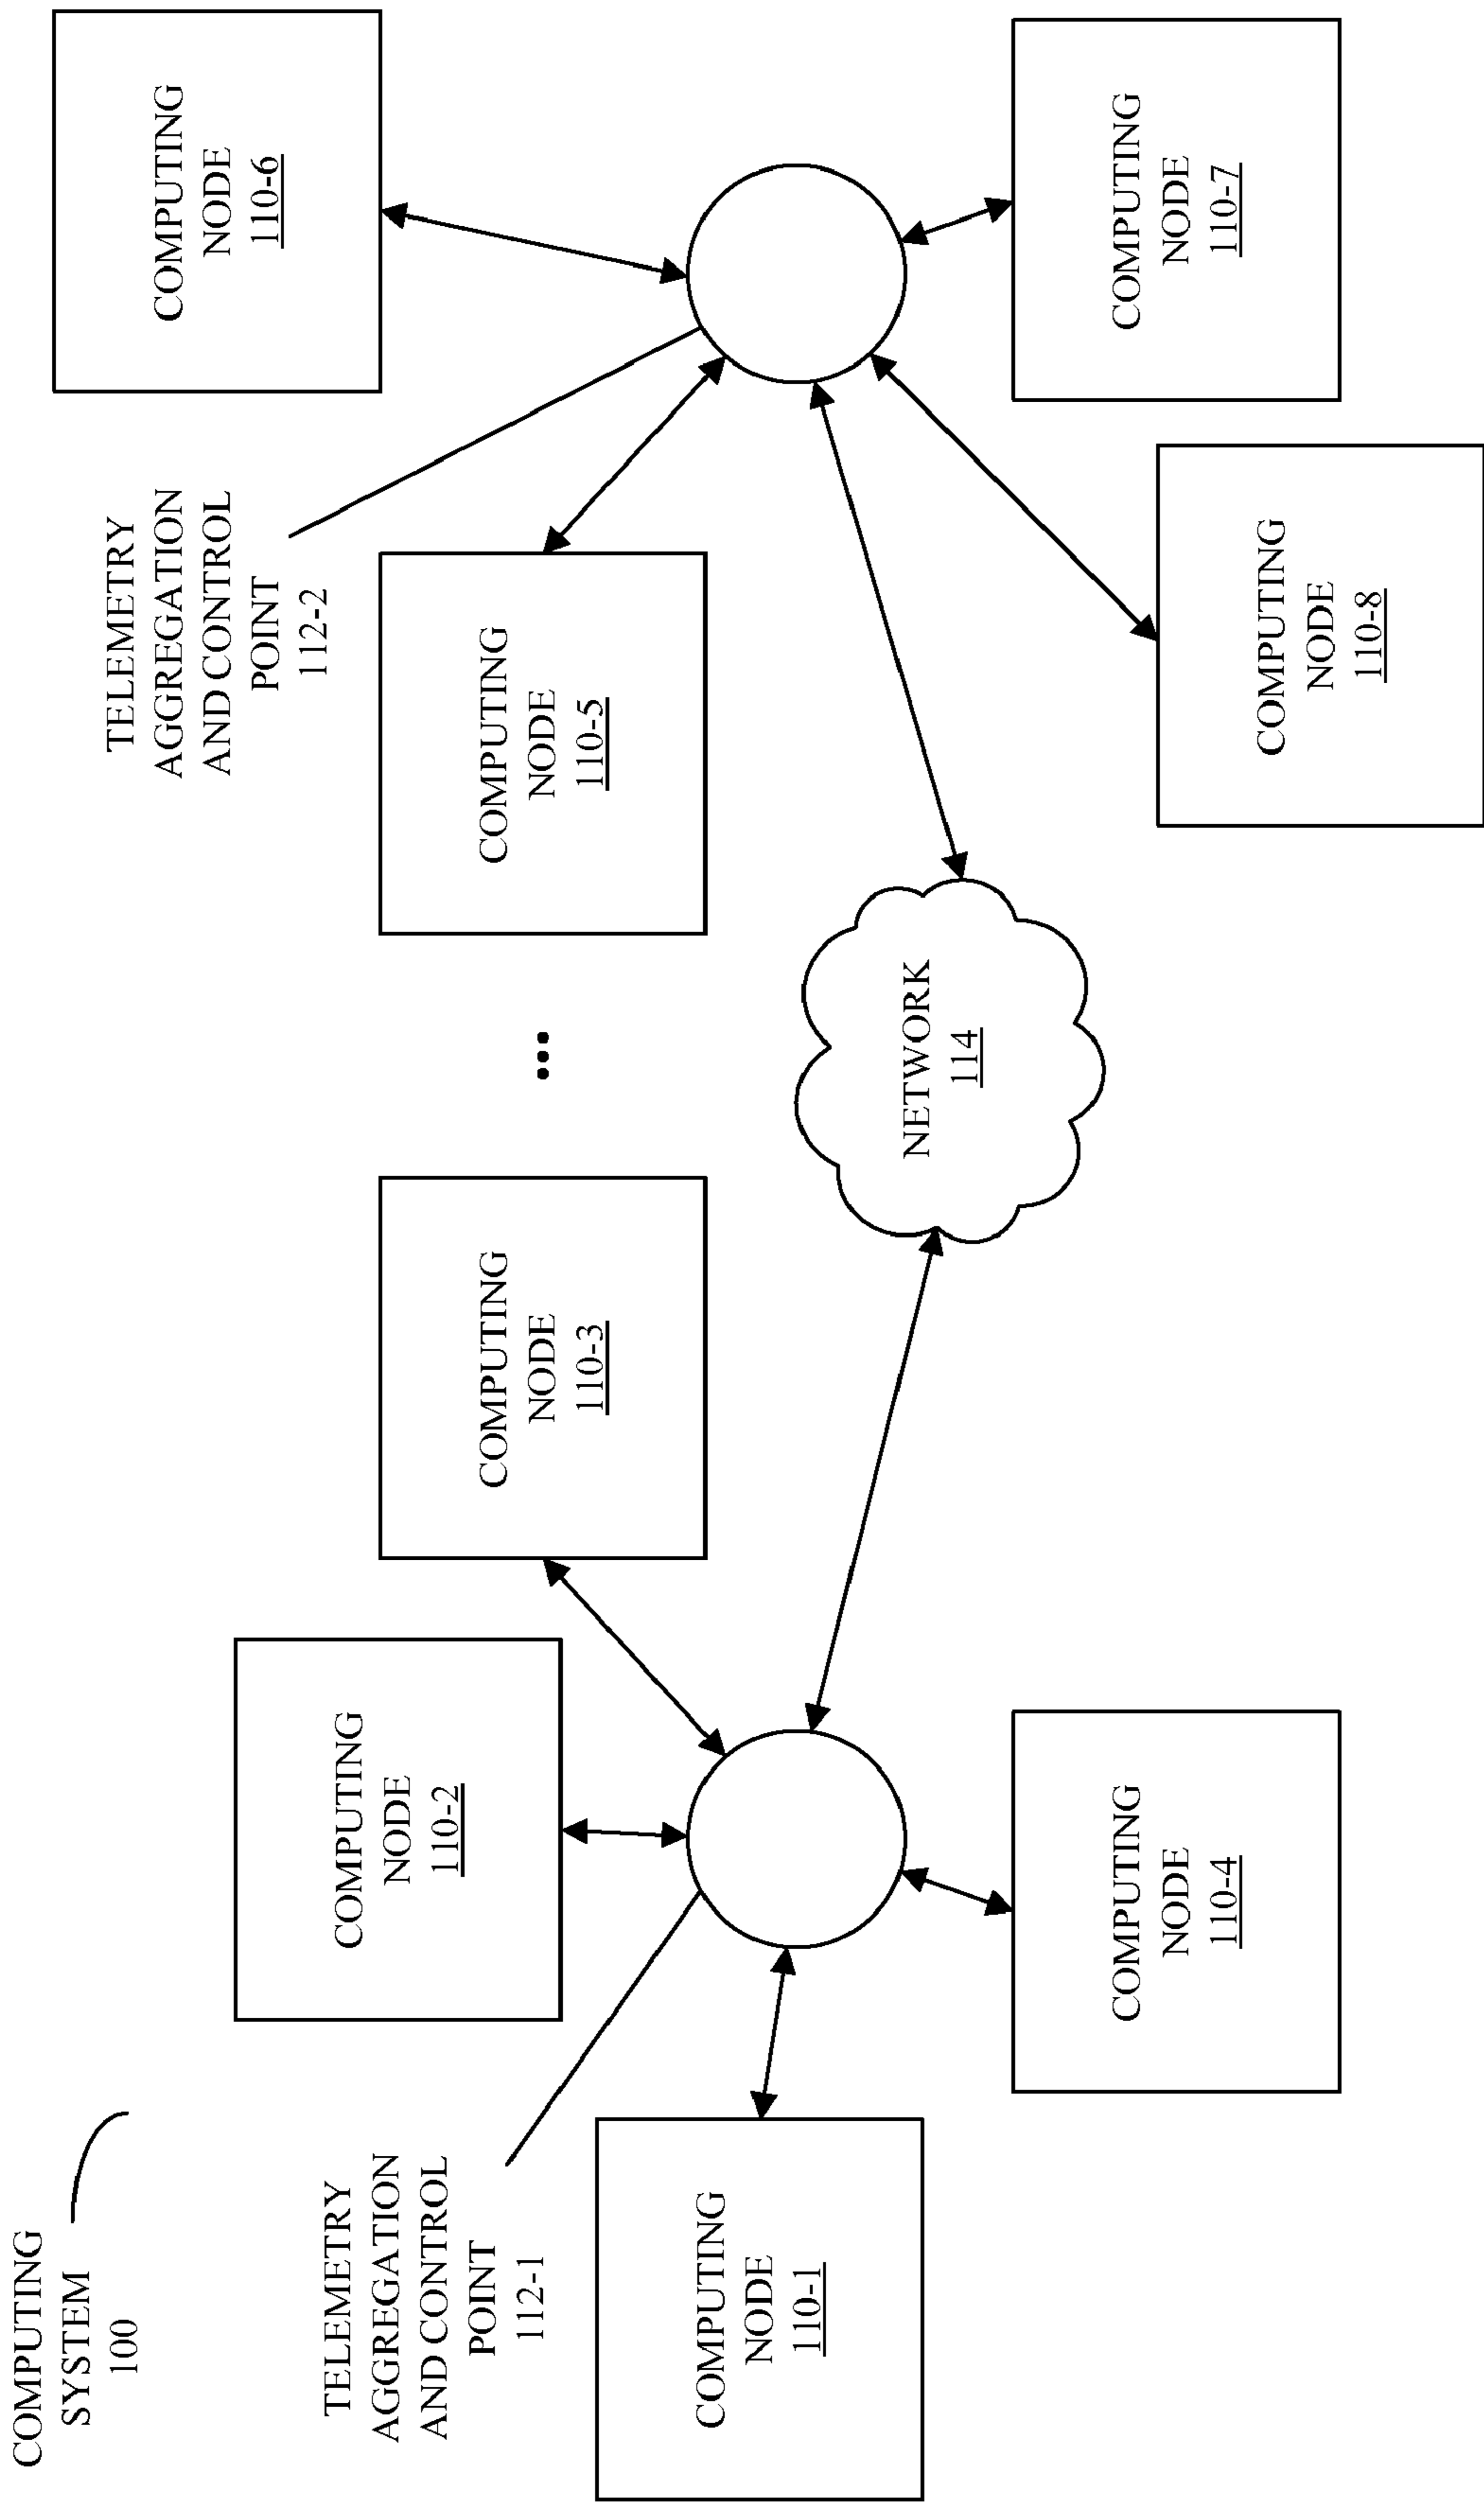 COMPUTING
SYSTEM
100
TELEMETRY
AGGREGATION
AND CONTROL
POINT
112-1
COMPUTING
NODE
110-1
COMPUTING
NODE
110-2
COMPUTING
NODE
110-3
COMPUTING
NODE
110-4
...
NETWORK
114
TELEMETRY
AGGREGATION
AND CONTROL
POINT
112-2
COMPUTING
NODE
110-5
COMPUTING
NODE
110-6
COMPUTING
NODE
110-8
COMPUTING
NODE
110-7